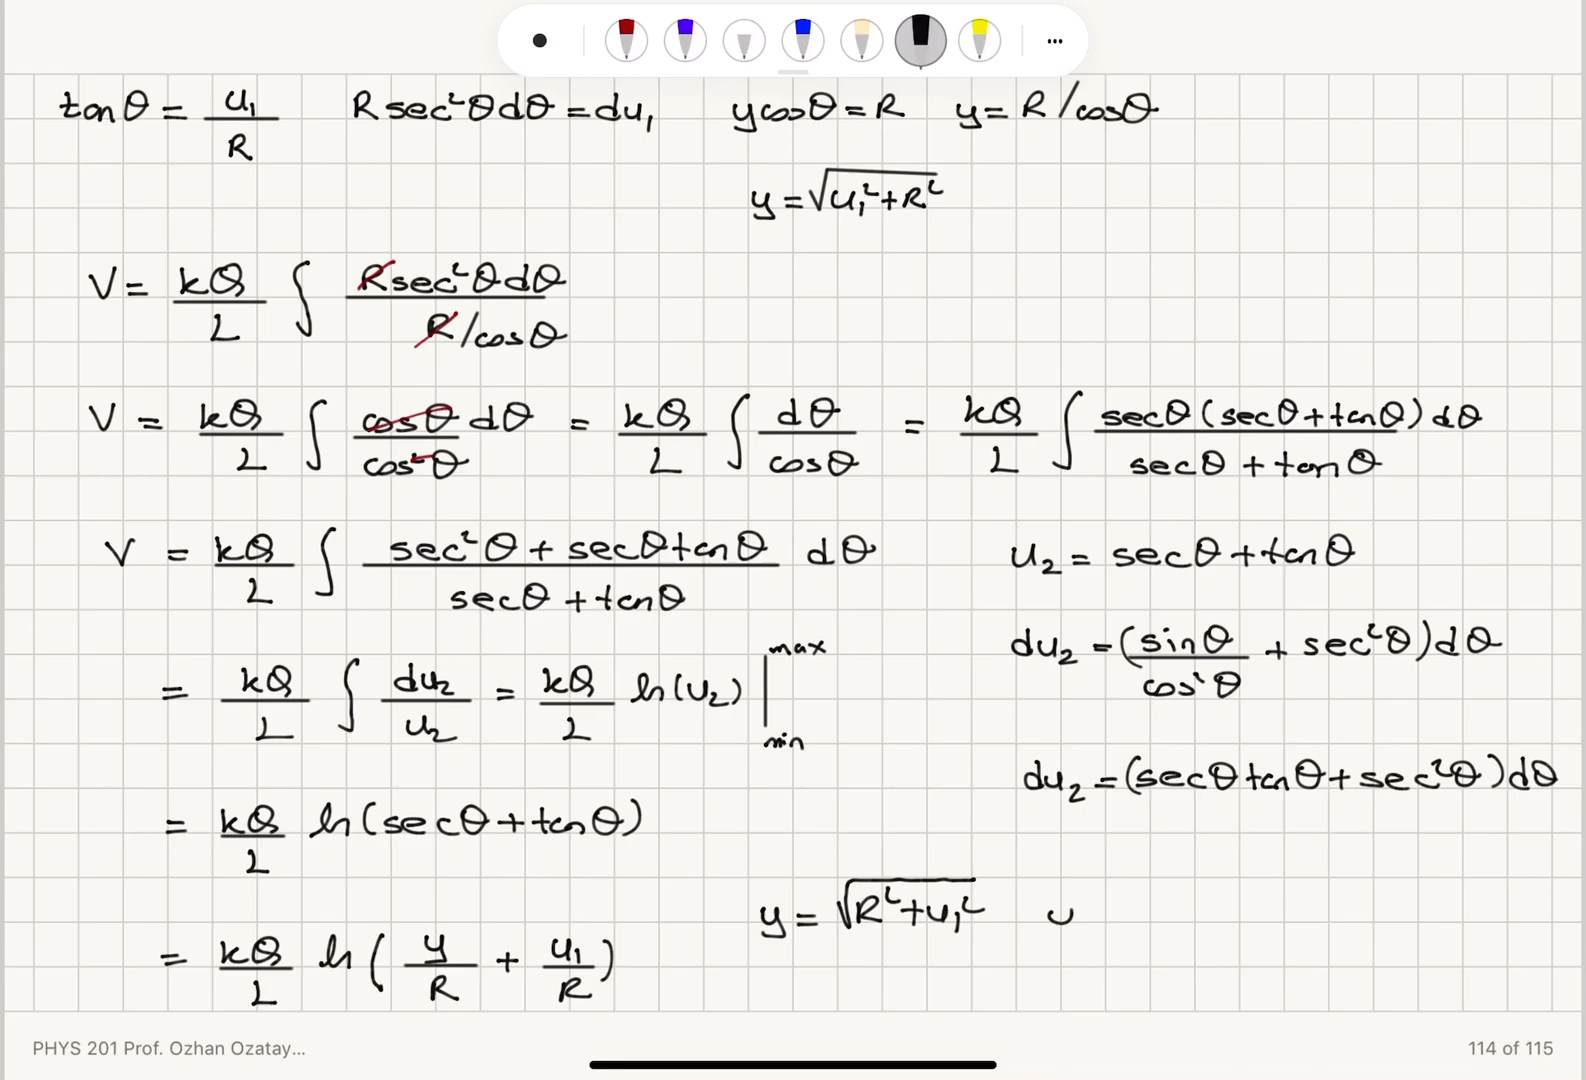 tanθ = u₁/R    R sec²θ dθ = du₁    y cosθ = R    y = R/cosθ
y = √(u₁² + R²)
V = kQ/L ∫ R sec²θ dθ / (R/cosθ)
V = kQ/L ∫ cosθ/cos²θ dθ = kQ/L ∫ dθ/cosθ = kQ/L ∫ secθ (secθ + tanθ) dθ / (secθ + tanθ)
V = kQ/L ∫ (sec²θ + secθ tanθ)/(secθ + tanθ) dθ    u₂ = secθ + tanθ
du₂ = (sinθ/cos²θ + sec²θ) dθ
= kQ/L ∫ du₂/u₂ = kQ/L ln(u₂) | max min
du₂ = (secθ tanθ + sec²θ) dθ
= kQ/L ln(secθ + tanθ)
y = √(R² + u₁²)
= kQ/L ln(y/R + u₁/R)
PHYS 201 Prof. Ozhan Ozatay...    114 of 115